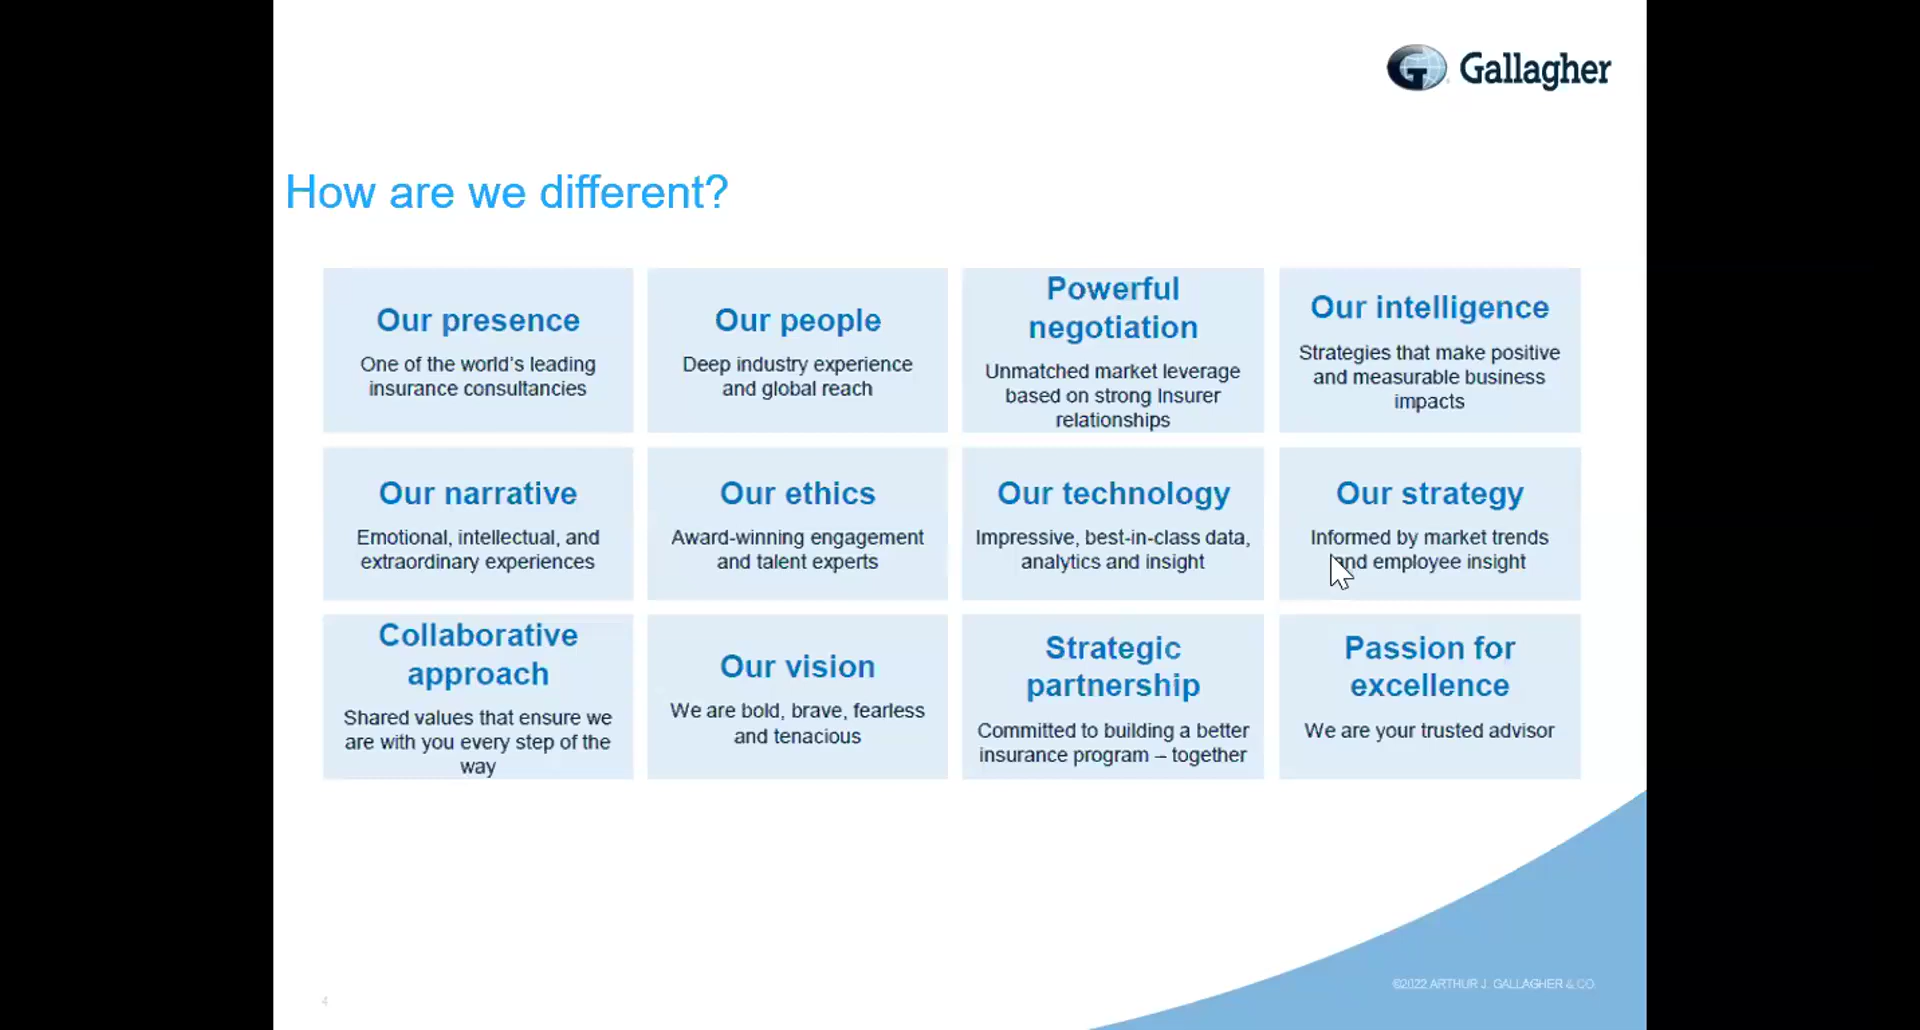 Gallagher
How are we different?
Our presence
One of the world's leading
insurance consultancies
Our people
Deep industry experience
and global reach
Powerful
negotiation
Unmatched market leverage
based on strong Insurer
relationships
Our intelligence
Strategies that make positive
and measurable business
impacts
Our narrative
Emotional, intellectual, and
extraordinary experiences
Our ethics
Award-winning engagement
and talent experts
Our technology
Impressive, best-in-class data,
analytics and insight
Our strategy
Informed by market trends
and employee insight
Collaborative
approach
Shared values that ensure we
are with you every step of the
way
Our vision
We are bold, brave, fearless
and tenacious
Strategic
partnership
Committed to building a better
insurance program – together
Passion for
excellence
We are your trusted advisor
4
©2022 ARTHUR J. GALLAGHER & CO.